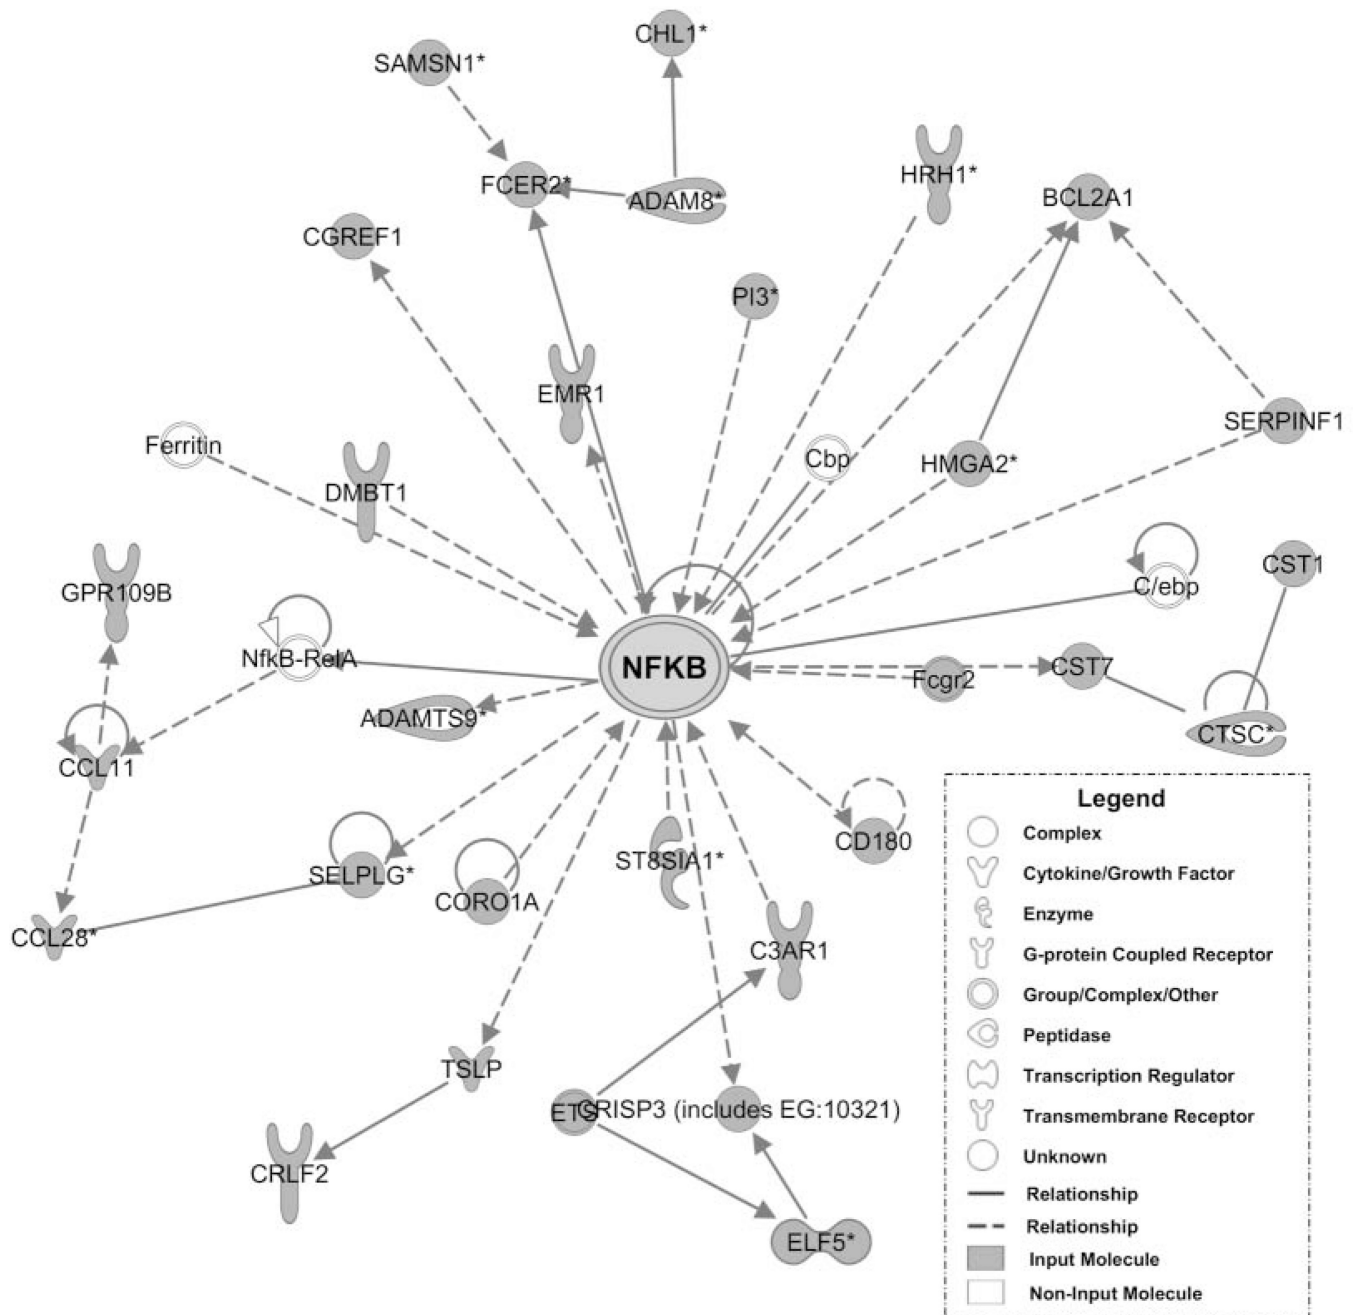 CHL1*
SAMSN1*
FCER2*
ADAM8*
HRH1*
BCL2A1
CGREF1
PI3*
EMR1
SERPINF1
Ferritin
Cbp
HMGA2*
DMBT1
GPR109B
C/ebp
CST1
NfkB-RelA
NFKB
Fcgr2
CST7
ADAMTS9*
CTSC*
CCL11
CD180
ST8SIA1*
SELPLG*
CORO1A
CCL28*
C3AR1
TSLP
ETS
CRISP3 (includes EG:10321)
CRLF2
ELF5*
Legend
Complex
Cytokine/Growth Factor
Enzyme
G-protein Coupled Receptor
Group/Complex/Other
Peptidase
Transcription Regulator
Transmembrane Receptor
Unknown
Relationship
Relationship
Input Molecule
Non-Input Molecule